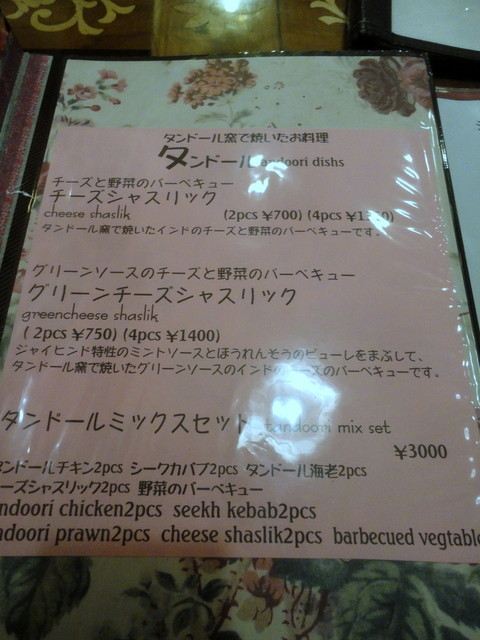 タンドール窯で焼いたお料理
タンドール andoori dishs
チーズと野菜のバーベキュー
チーズシャスリック
cheese shaslik (2pcs ¥700) (4pcs
タンドール窯で焼いたインドのチーズと野菜のバーベキューです。
グリーンソースのチーズと野菜のバーベキュー
グリーンチーズシャスリック
greencheese shaslik
( 2pcs ¥750) (4pcs ¥1400)
ジャイヒンド特性のミントソースとほうれんそうのピューレをまぶして、
タンドール窯で焼いたグリーンソースのインドの のバーベキューです。
タンドールミックスセット tandoori mix set
¥3000
タンドールチキン2pcs シークカバブ2pcs タンドール海老2pcs
ーズシャスリック2pcs 野菜のバーベキュー
ndoori chicken2pcs seekh kebab2pcs
ndoori prawn2pcs cheese shaslik2pcs barbecued vegtabl